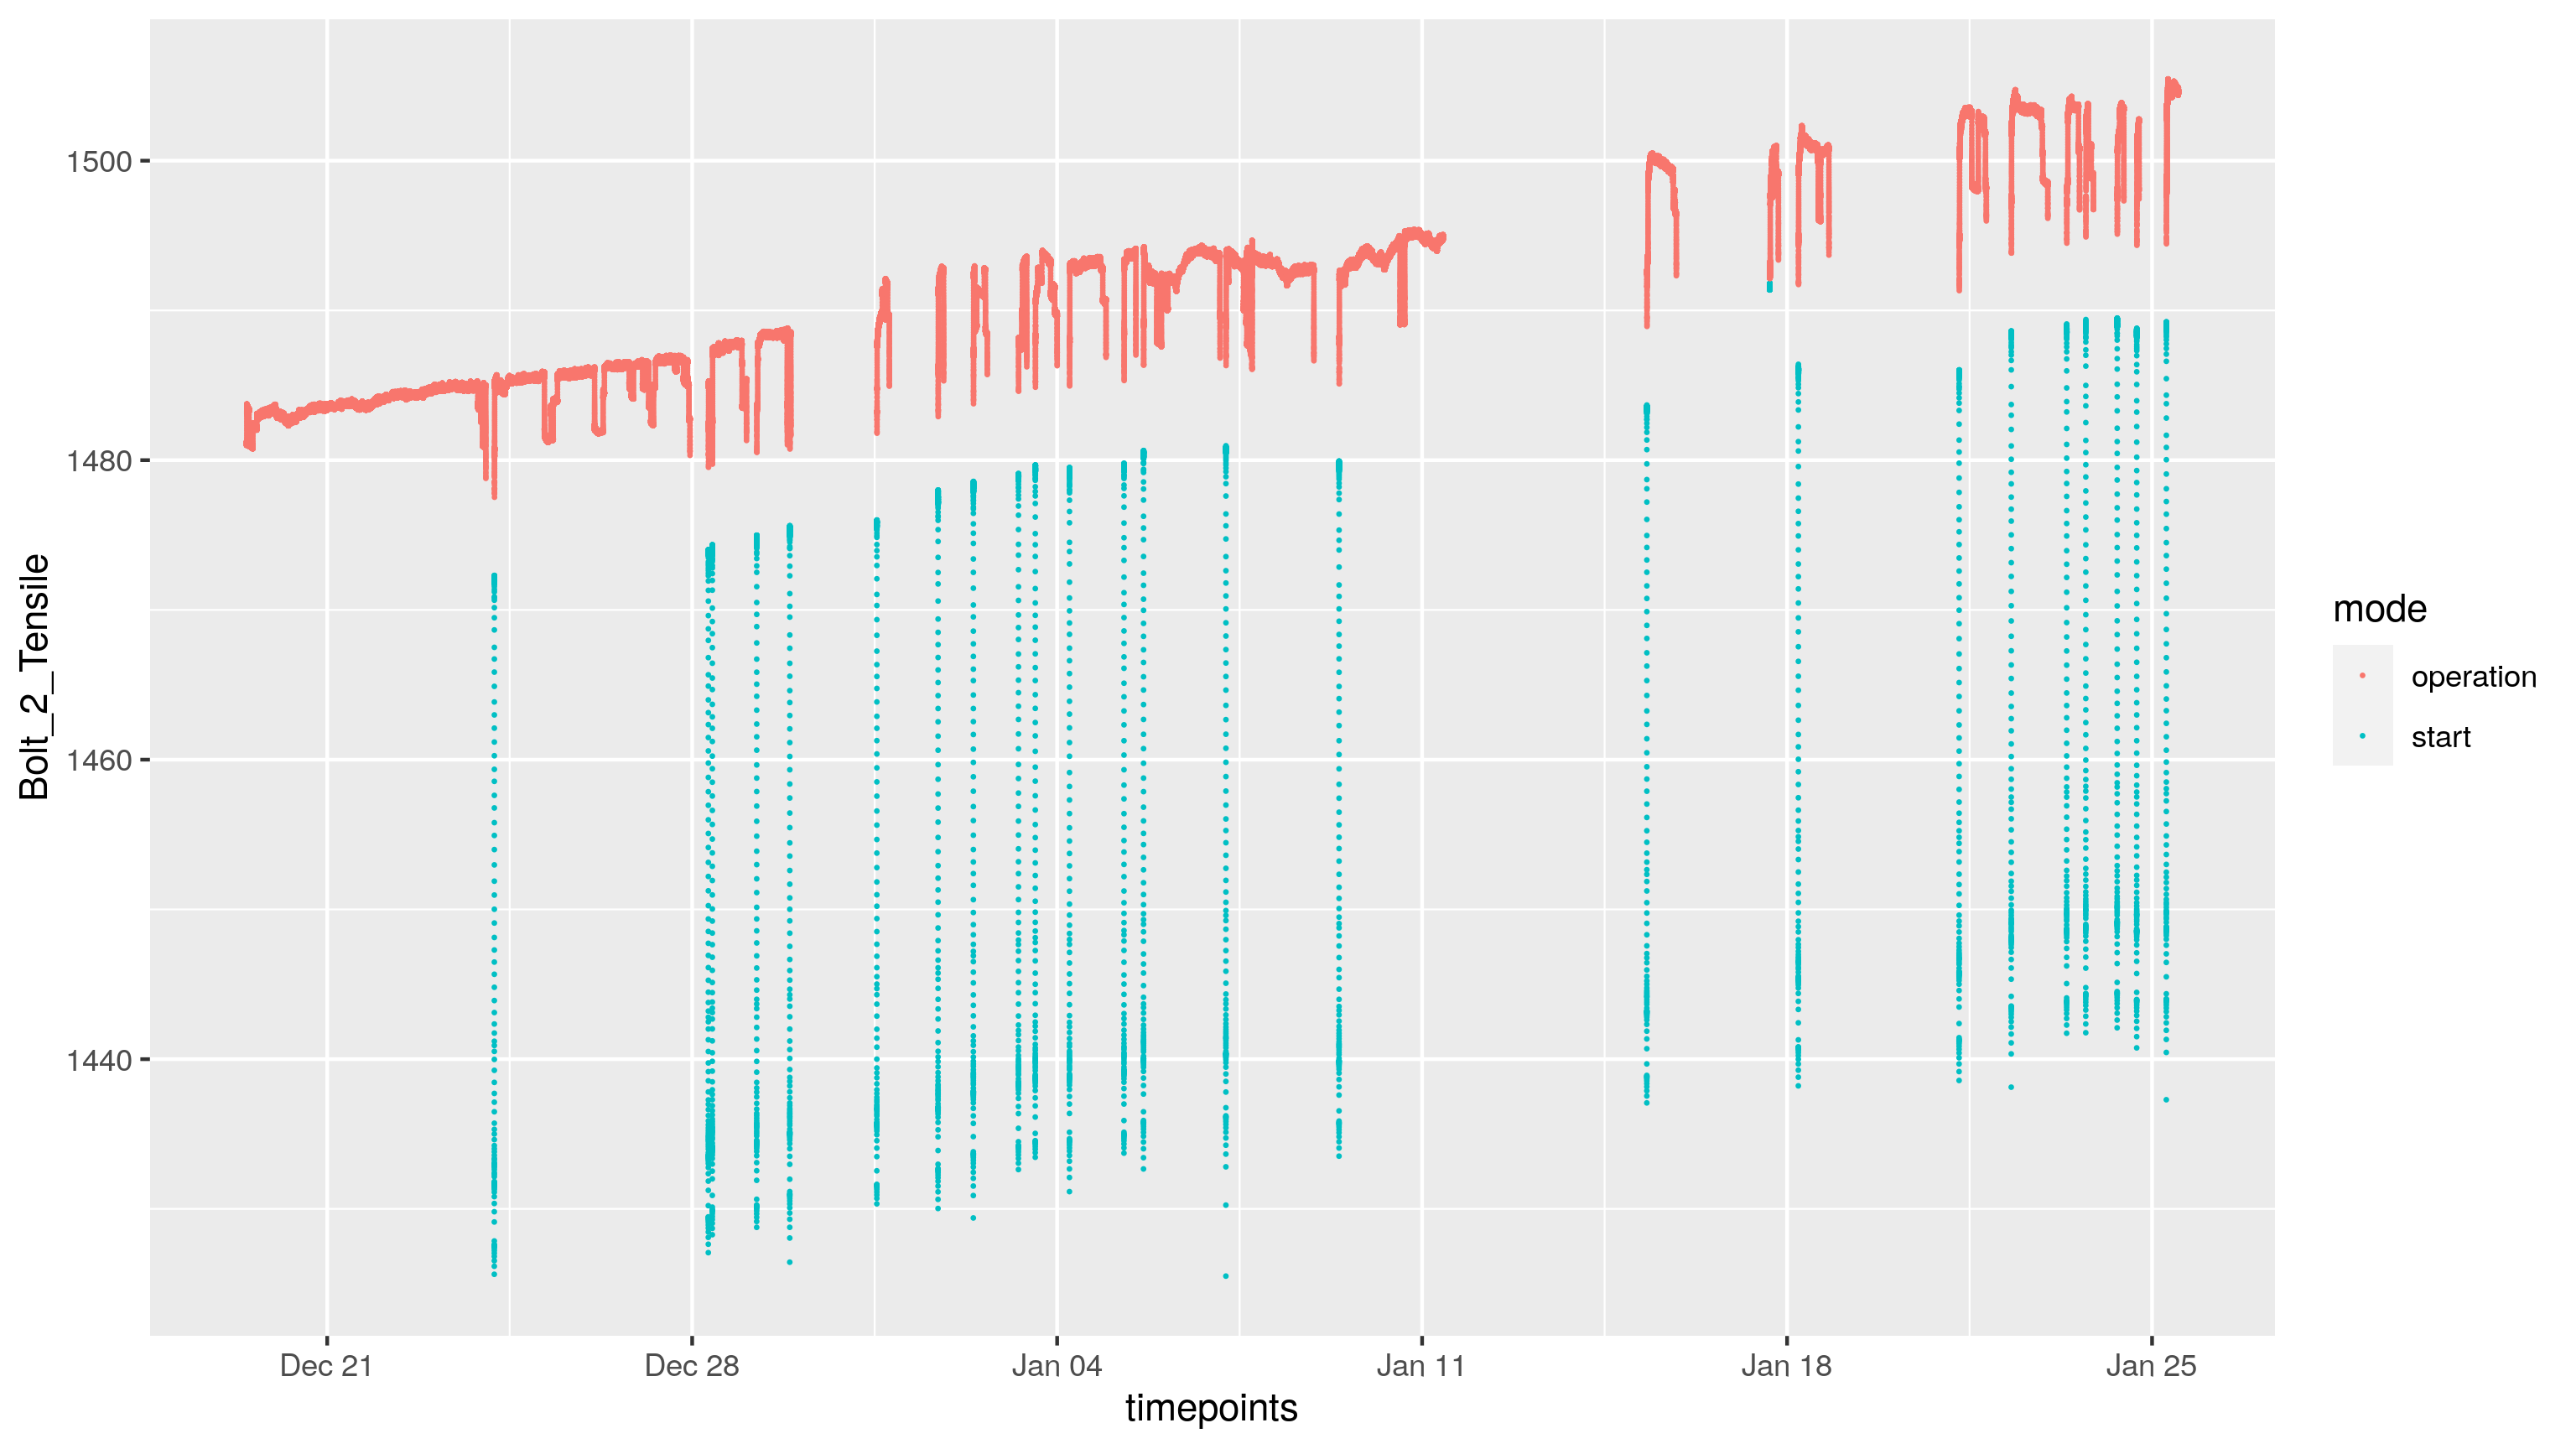 1500
1480
1460
1440
Bolt_2_Tensile
Dec 21
Dec 28
Jan 04
Jan 11
Jan 18
Jan 25
timepoints
mode
operation
start